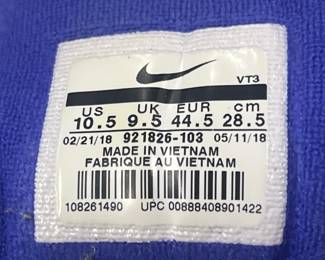 VT3
US UK EUR cm
10.5 9.5 44.5 28.5
02/21/18 921826-103 05/11/18
MADE IN VIETNAM
FABRIQUE AU VIETNAM
108261490 UPC 00888408901422